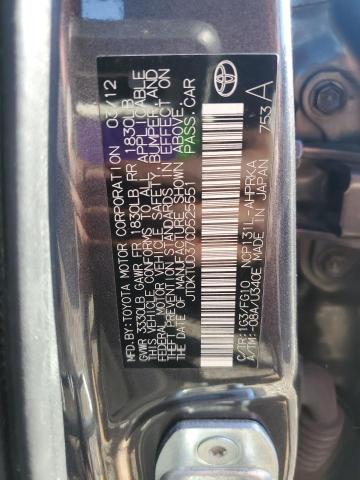 MFD. BY: TOYOTA MOTOR CORPORATION 03/12
GVWR 3330LB GAWR FR 1830LB RR 1830LB
THIS VEHICLE CONFORMS TO ALL APPLICABLE
FEDERAL MOTOR VEHICLE SAFETY, BUMPER, AND
THEFT PREVENTION STANDARDS IN EFFECT ON
THE DATE OF MANUFACTURE SHOWN ABOVE.
JTDKTUD37CD525551 PASS. CAR
C/TR: 1G3/FG10 NCP131L-AHPRKA
A/TM: -08A/U340E MADE IN JAPAN
753A